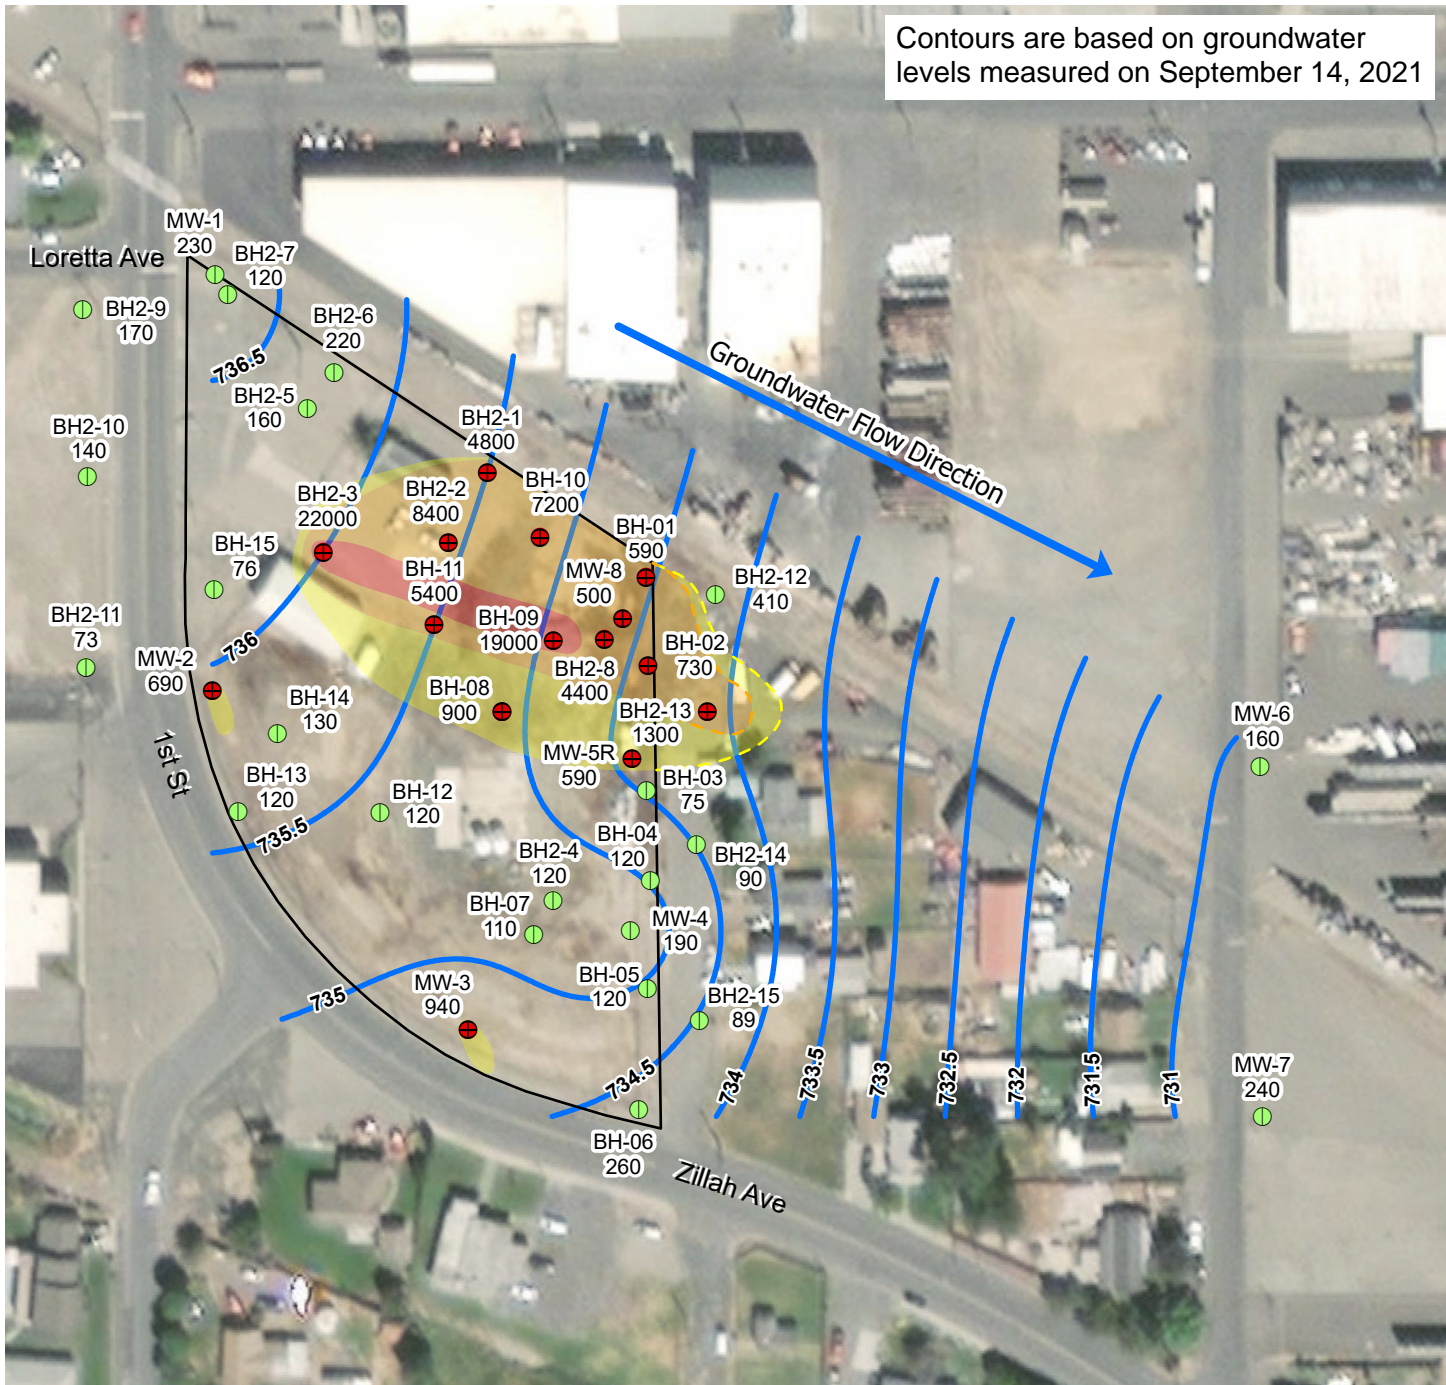 Contours are based on groundwater
levels measured on September 14, 2021
MW-1
230
Loretta Ave
BH2-7
120
BH2-9
170
BH2-6
220
736.5
BH2-5
160
Groundwater Flow Direction
BH2-10
140
BH2-1
4800
BH2-3
22000
BH2-2
8400
BH-10
7200
BH-01
590
BH-15
76
BH-11
5400
MW-8
500
BH2-12
410
BH2-11
73
736
BH-09
19000
BH-02
730
MW-2
690
BH2-8
4400
BH-14
130
BH-08
900
BH2-13
1300
MW-6
160
1st St
MW-5R
590
BH-03
75
BH-13
120
BH-12
120
735.5
BH-04
120
BH2-4
120
BH2-14
90
BH-07
110
MW-4
190
MW-3
940
BH-05
120
735
BH2-15
89
734.5
734
733.5
733
732.5
732
731.5
731
MW-7
240
BH-06
260
Zillah Ave